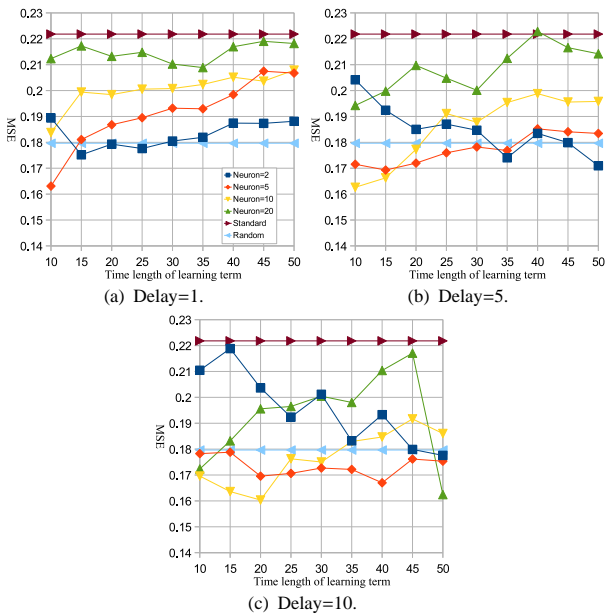 0.23
0.22
0.21
0.2
0.19
0.18
0.17
0.16
0.15
0.14
MSE
Neuron=2
Neuron=5
Neuron=10
Neuron=20
Standard
Random
10 15 20 25 30 35 40 45 50
Time length of learning term
(a) Delay=1.
0.23
0.22
0.21
0.2
0.19
0.18
0.17
0.16
0.15
0.14
MSE
10 15 20 25 30 35 40 45 50
Time length of learning term
(b) Delay=5.
0.23
0.22
0.21
0.2
0.19
0.18
0.17
0.16
0.15
0.14
MSE
10 15 20 25 30 35 40 45 50
Time length of learning term
(c) Delay=10.